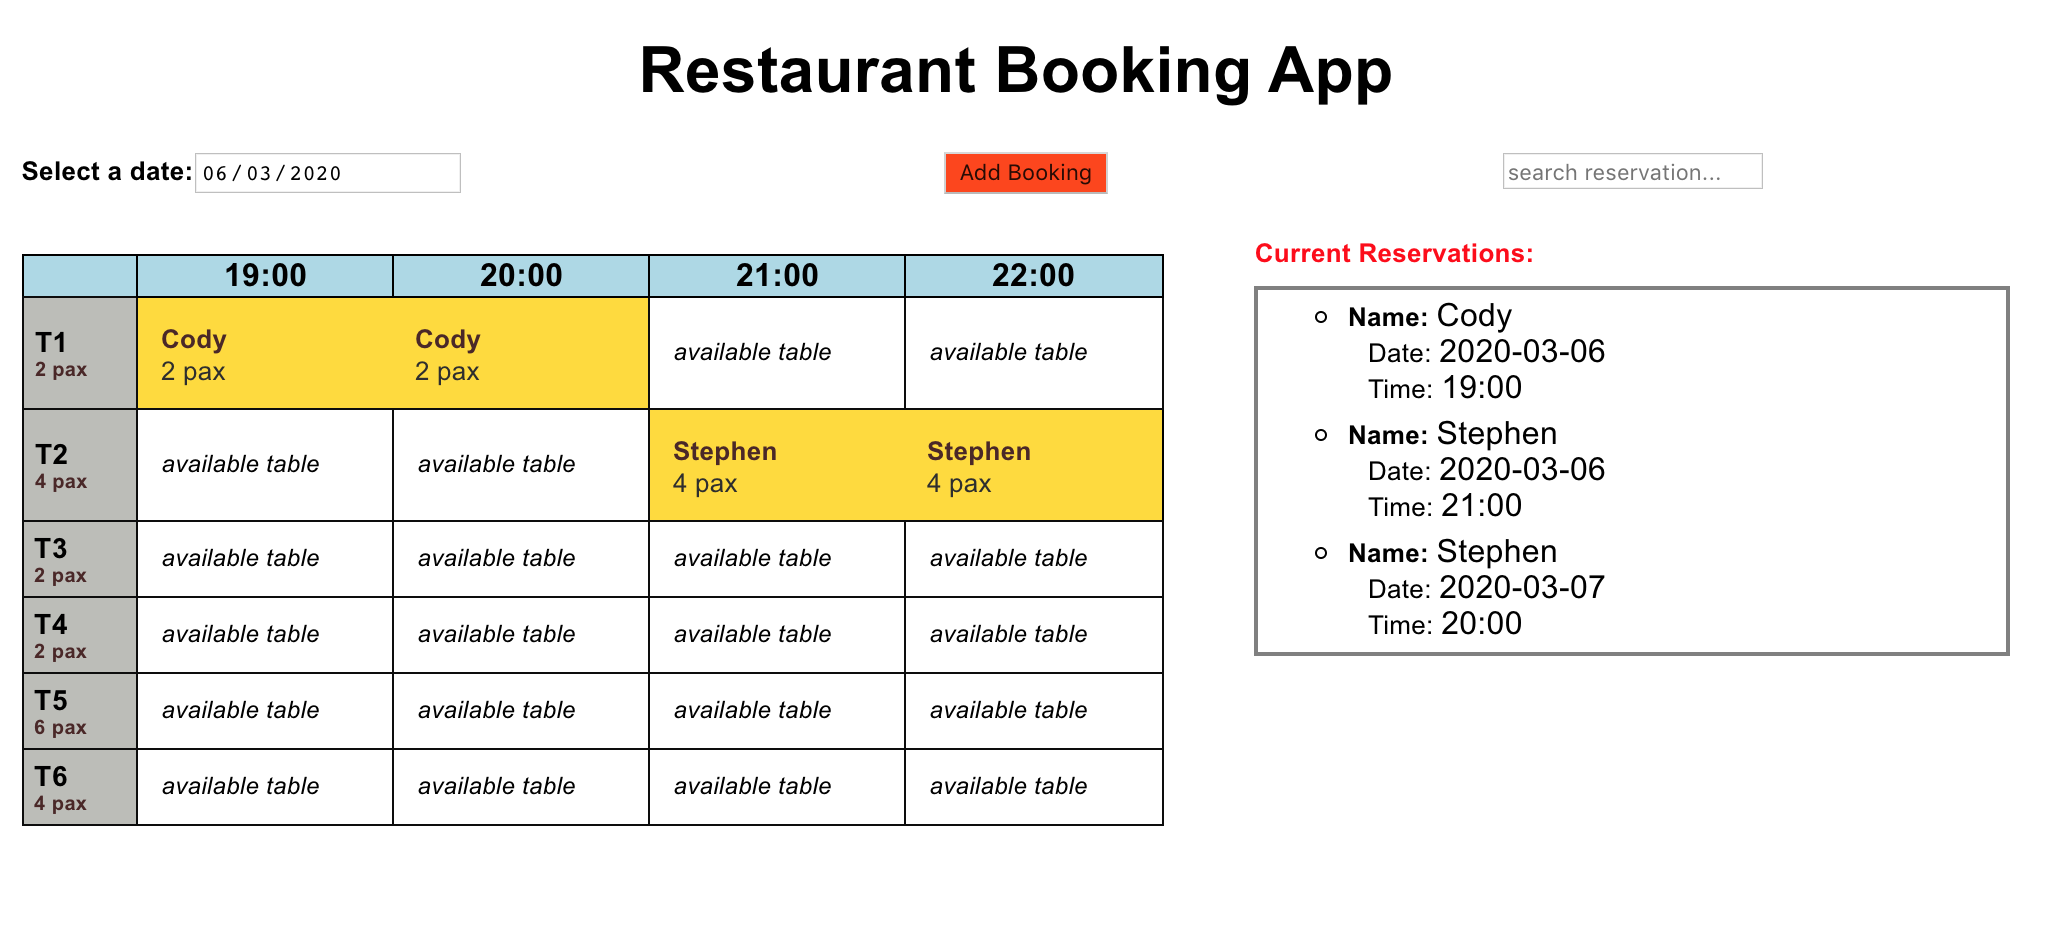 Restaurant Booking App
Select a date: 06/03/2020
Add Booking
search reservation...
19:00 20:00 21:00 22:00
T1 Cody Cody available table available table
2 pax 2 pax 2 pax
T2 available table available table Stephen Stephen
4 pax 4 pax 4 pax
T3 available table available table available table available table
2 pax
T4 available table available table available table available table
2 pax
T5 available table available table available table available table
6 pax
T6 available table available table available table available table
4 pax
Current Reservations:
Name: Cody
Date: 2020-03-06
Time: 19:00
Name: Stephen
Date: 2020-03-06
Time: 21:00
Name: Stephen
Date: 2020-03-07
Time: 20:00